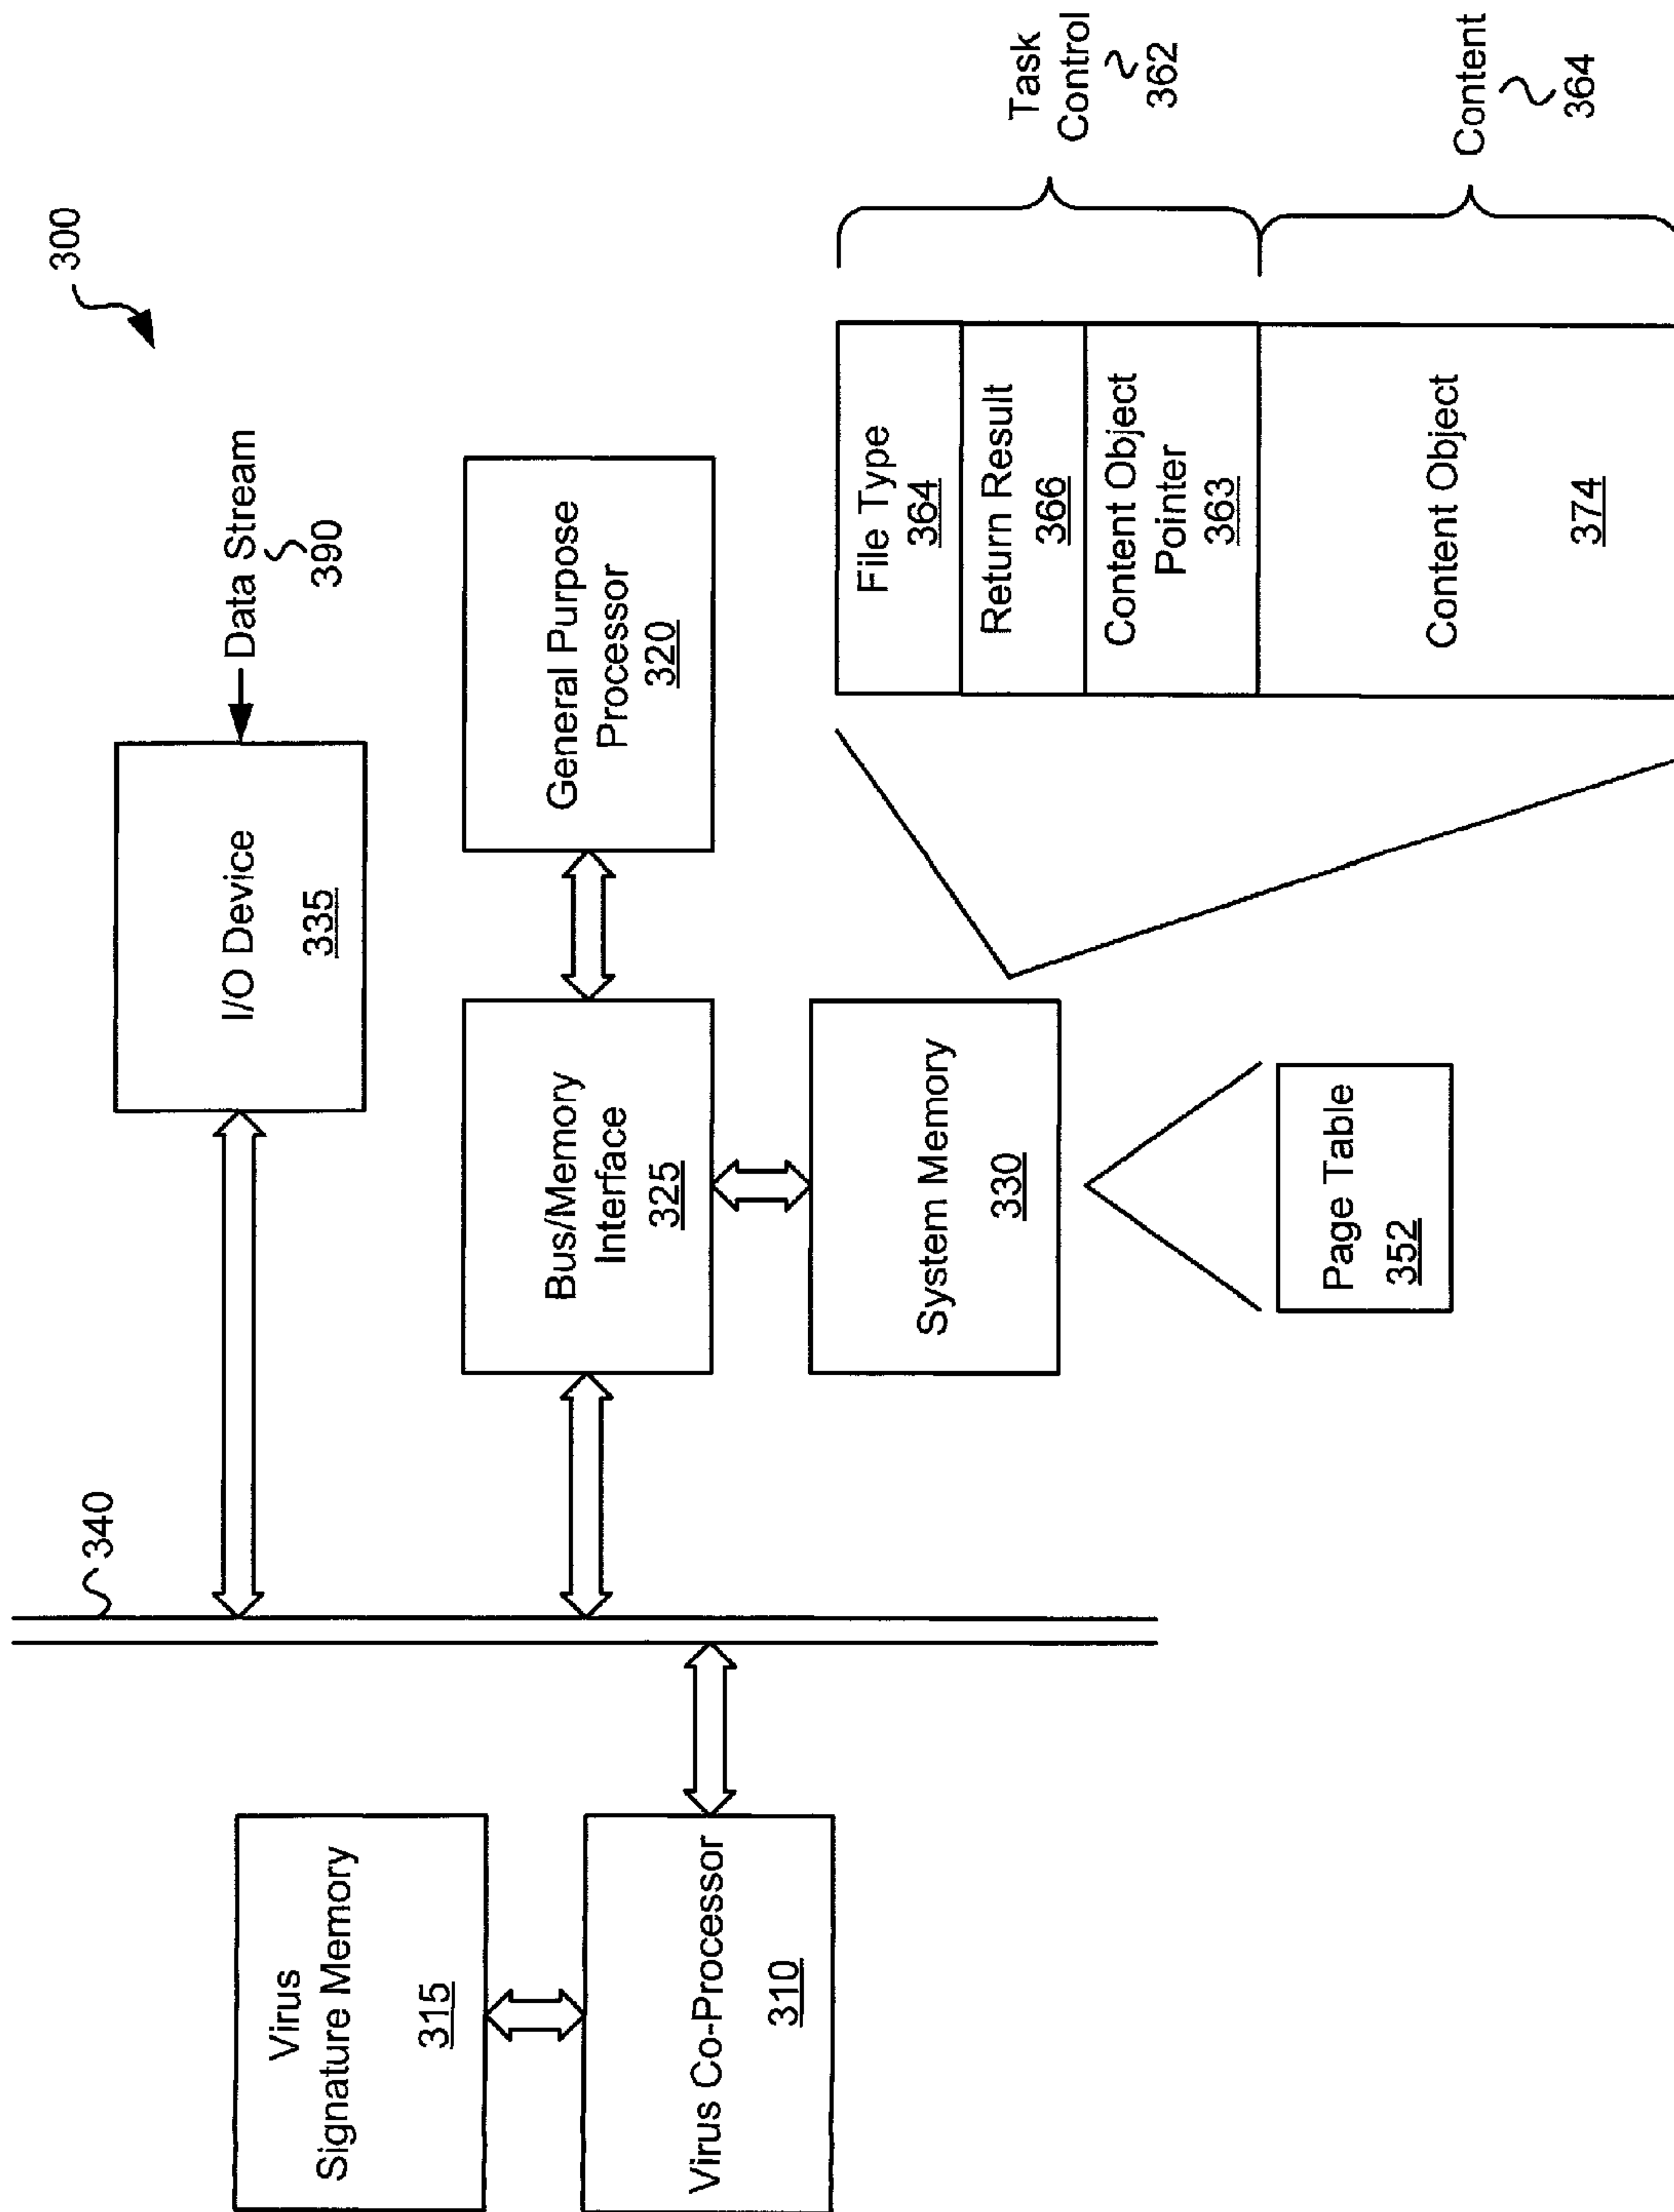 300
Data Stream
390
I/O Device
335
340
General Purpose
Processor
320
Bus/Memory
Interface
325
System Memory
330
Page Table
352
Virus
Signature Memory
315
Virus Co-Processor
310
File Type
364
Return Result
366
Content Object
Pointer
363
Content Object
374
Task
Control
362
Content
364